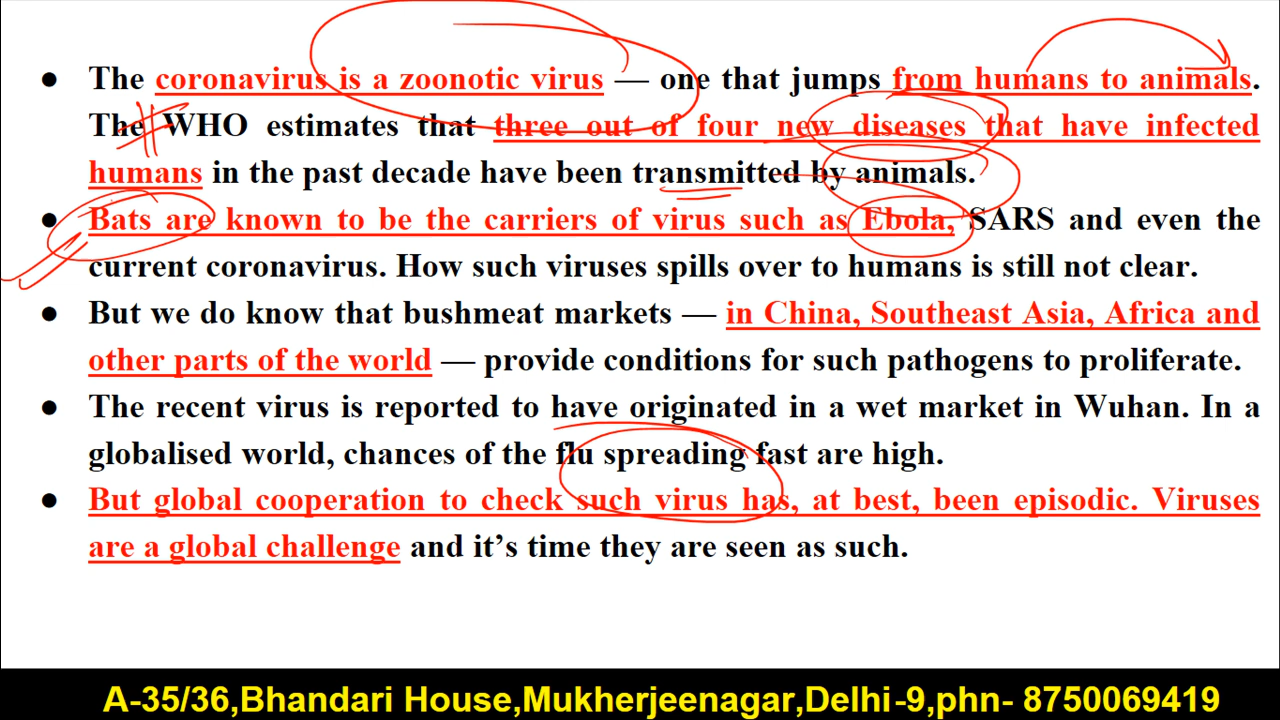 ● The coronavirus is a zoonotic virus — one that jumps from humans to animals.
The WHO estimates that three out of four new diseases that have infected
humans in the past decade have been transmitted by animals.
● Bats are known to be the carriers of virus such as Ebola, SARS and even the
current coronavirus. How such viruses spills over to humans is still not clear.
● But we do know that bushmeat markets — in China, Southeast Asia, Africa and
other parts of the world — provide conditions for such pathogens to proliferate.
● The recent virus is reported to have originated in a wet market in Wuhan. In a
globalised world, chances of the flu spreading fast are high.
● But global cooperation to check such virus has, at best, been episodic. Viruses
are a global challenge and it’s time they are seen as such.
A-35/36,Bhandari House,Mukherjeenagar,Delhi-9,phn- 8750069419